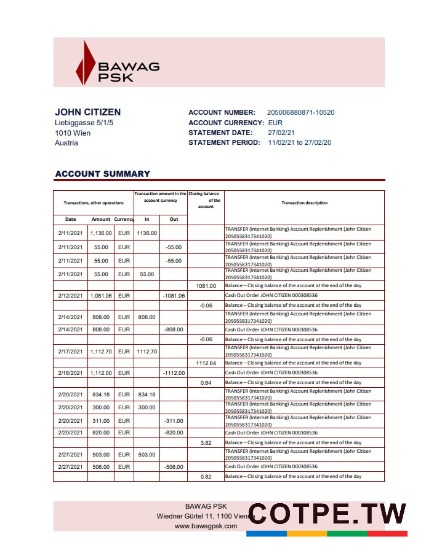 BAWAG
PSK
JOHN CITIZEN
Liebiggasse 5/1/5
1010 Wien
Austria
ACCOUNT NUMBER: 205006880871-10520
ACCOUNT CURRENCY: EUR
STATEMENT DATE: 27/02/21
STATEMENT PERIOD: 11/02/21 to 27/02/20
ACCOUNT SUMMARY
Transactions, other operations Transaction amount in the account currency Closing balance of the account Transaction description
Date Amount Currency In Out
2/11/2021 1,136.00 EUR 1136.00 TRANSFER (Internet Banking) Account Replenishment (John Citizen 2050558317341020)
2/11/2021 55.00 EUR -55.00 TRANSFER (Internet Banking) Account Replenishment (John Citizen 2050558317341020)
2/11/2021 55.00 EUR -55.00 TRANSFER (Internet Banking) Account Replenishment (John Citizen 2050558317341020)
2/11/2021 55.00 EUR 55.00 TRANSFER (Internet Banking) Account Replenishment (John Citizen 2050558317341020)
1081.00 Balance – Closing balance of the account at the end of the day
2/12/2021 1,081.06 EUR -1081.06 Cash Out Order JOHN CITIZEN 000308536
-0.06 Balance – Closing balance of the account at the end of the day
2/14/2021 808.00 EUR 808.00 TRANSFER (Internet Banking) Account Replenishment (John Citizen 2050558317341020)
2/14/2021 808.00 EUR -808.00 Cash Out Order JOHN CITIZEN 000308536
-0.06 Balance – Closing balance of the account at the end of the day
2/17/2021 1,112.70 EUR 1112.70 TRANSFER (Internet Banking) Account Replenishment (John Citizen 2050558317341020)
1112.64 Balance – Closing balance of the account at the end of the day
2/18/2021 1,112.00 EUR -1112.00 Cash Out Order JOHN CITIZEN 000308536
0.64 Balance – Closing balance of the account at the end of the day
2/20/2021 834.18 EUR 834.18 TRANSFER (Internet Banking) Account Replenishment (John Citizen 2050558317341020)
2/20/2021 300.00 EUR 300.00 TRANSFER (Internet Banking) Account Replenishment (John Citizen 2050558317341020)
2/20/2021 311.00 EUR -311.00 TRANSFER (Internet Banking) Account Replenishment (John Citizen 2050558317341020)
2/20/2021 820.00 EUR -820.00 Cash Out Order JOHN CITIZEN 000308536
3.82 Balance – Closing balance of the account at the end of the day
2/27/2021 503.00 EUR 503.00 TRANSFER (Internet Banking) Account Replenishment (John Citizen 2050558317341020)
2/27/2021 506.00 EUR -506.00 Cash Out Order JOHN CITIZEN 000308536
0.82 Balance – Closing balance of the account at the end of the day
BAWAG PSK
Wiedner Gürtel 11, 1100 Vienna
www.bawagpsk.com
COTPE.TW